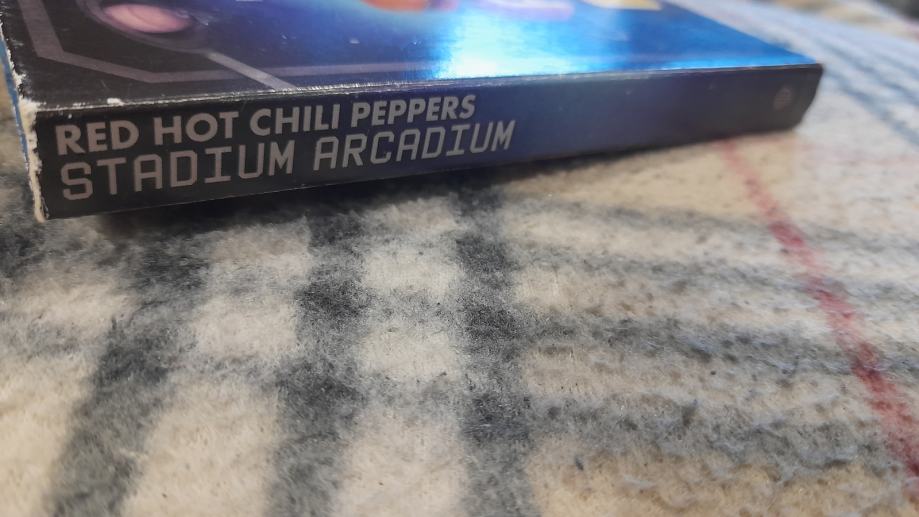 RED HOT CHILI PEPPERS
STADIUM ARCADIUM